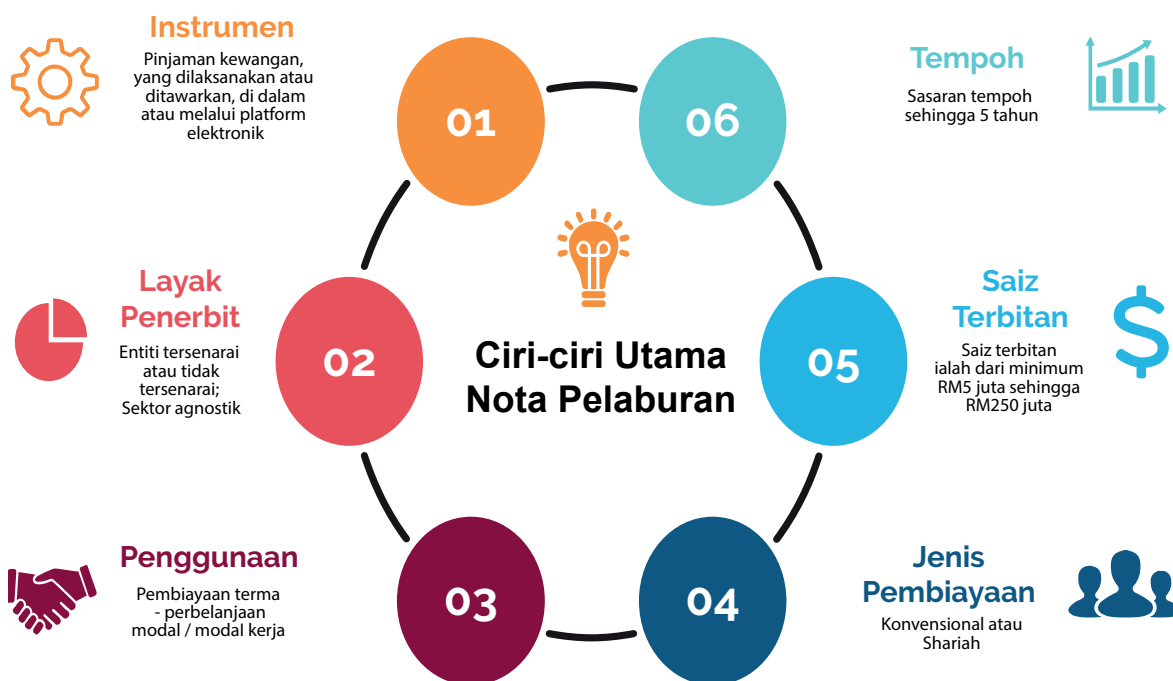 Instrumen
Pinjaman kewangan,
yang dilaksanakan atau
ditawarkan, di dalam
atau melalui platform
elektronik
01
06
Tempoh
Sasaran tempoh
sehingga 5 tahun
Layak
Penerbit
Entiti tersenarai
atau tidak
tersenarai;
Sektor agnostik
02
Ciri-ciri Utama
Nota Pelaburan
05
Saiz
Terbitan
Saiz terbitan
ialah dari minimum
RM5 juta sehingga
RM250 juta
$
Penggunaan
Pembiayaan terma
- perbelanjaan
modal / modal kerja
03
04
Jenis
Pembiayaan
Konvensional atau
Shariah